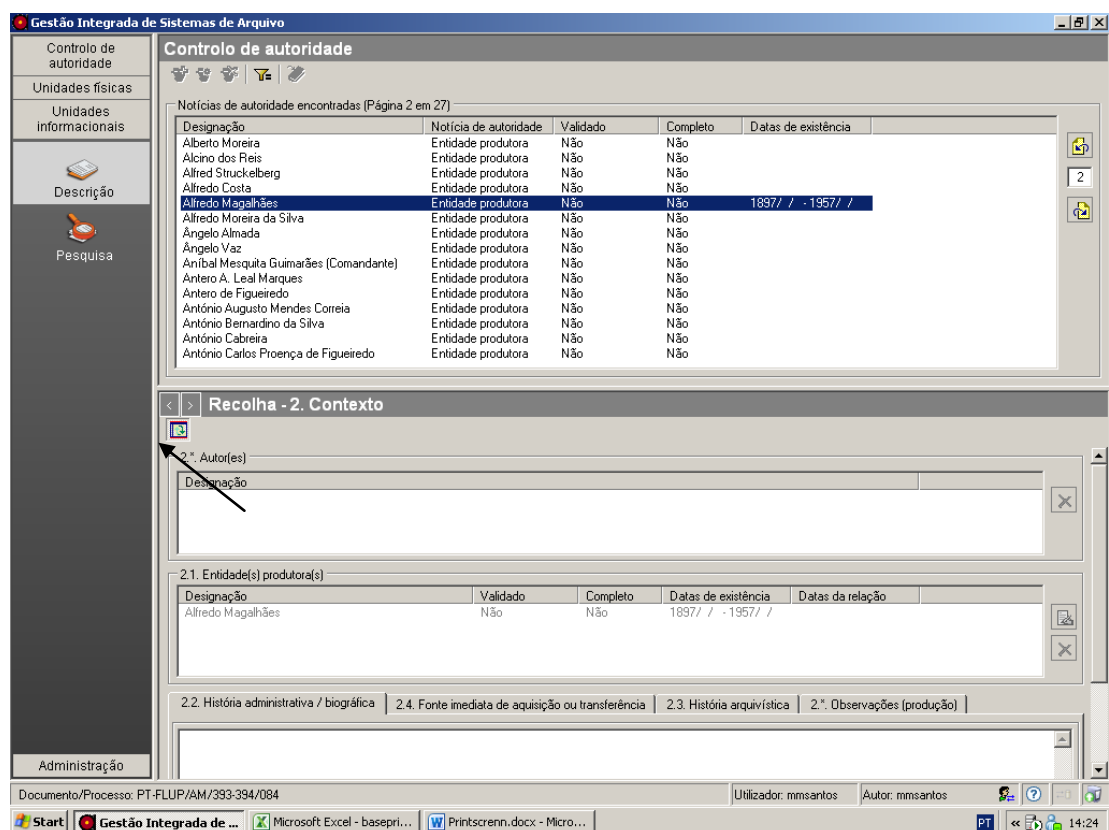 Gestão Integrada de Sistemas de Arquivo
Controlo de
autoridade
Unidades físicas
Unidades
informacionais
Descrição
Pesquisa
Administração
Controlo de autoridade
Notícias de autoridade encontradas (Página 2 em 27)
Designação Notícia de autoridade Validado Completo Datas de existência
Alberto Moreira Entidade produtora Não Não
Alcino dos Reis Entidade produtora Não Não
Alfred Struckelberg Entidade produtora Não Não
Alfredo Costa Entidade produtora Não Não
Alfredo Magalhães Entidade produtora Não Não 1897/ / - 1957/ /
Alfredo Moreira da Silva Entidade produtora Não Não
Ângelo Almada Entidade produtora Não Não
Ângelo Vaz Entidade produtora Não Não
Aníbal Mesquita Guimarães (Comandante) Entidade produtora Não Não
Antero A. Leal Marques Entidade produtora Não Não
Antero de Figueiredo Entidade produtora Não Não
António Augusto Mendes Correia Entidade produtora Não Não
António Bernardino da Silva Entidade produtora Não Não
António Cabreira Entidade produtora Não Não
António Carlos Proença de Figueiredo Entidade produtora Não Não
2
< > Recolha - 2. Contexto
2.*. Autor(es)
Designação
2.1. Entidade(s) produtora(s)
Designação Validado Completo Datas de existência Datas da relação
Alfredo Magalhães Não Não 1897/ / - 1957/ /
2.2. História administrativa / biográfica 2.4. Fonte imediata de aquisição ou transferência 2.3. História arquivística 2.*. Observações (produção)
Documento/Processo: PT-FLUP/AM/393-394/084 Utilizador: mmsantos Autor: mmsantos
Start Gestão Integrada de ... Microsoft Excel - basepri... Printscrenn.docx - Micro... PT « 14:24